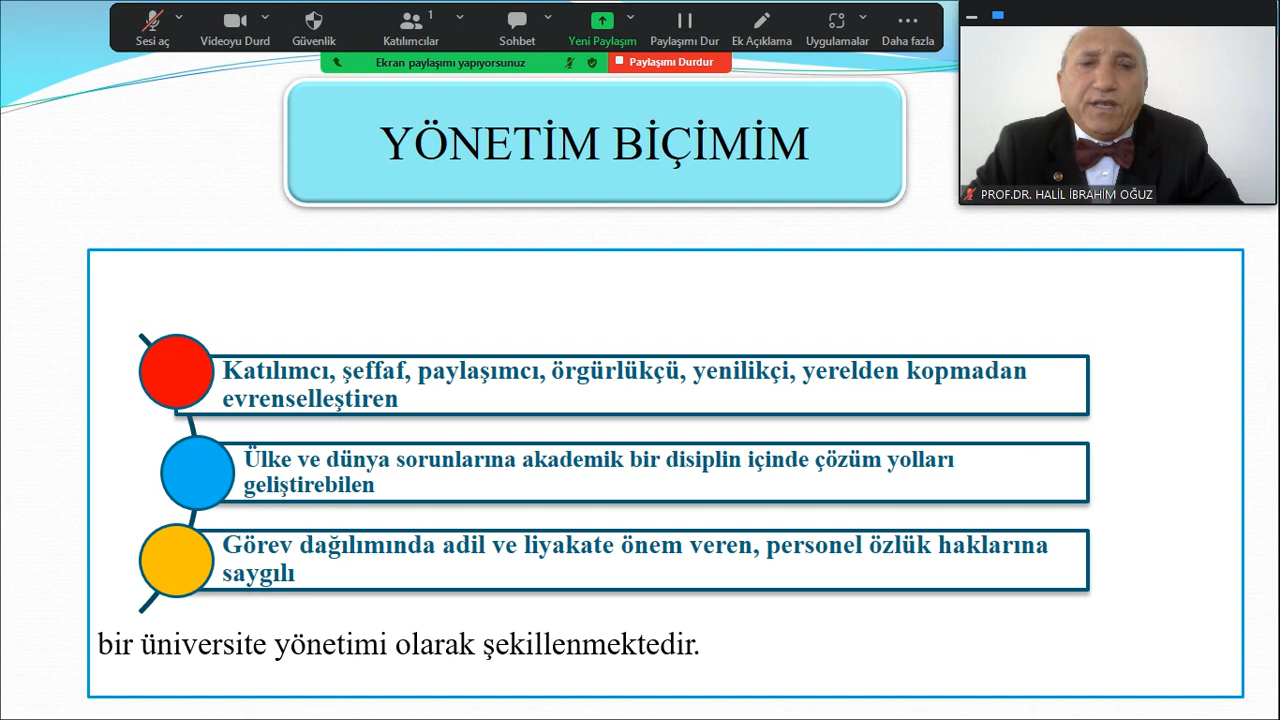 Sesi aç
Videoyu Durd
Güvenlik
1
Katılımcılar
Sohbet
Yeni Paylaşım
Paylaşımı Dur
Ek Açıklama
Uygulamalar
Daha fazla
Ekran paylaşımı yapıyorsunuz
Paylaşımı Durdur
PROF.DR. HALİL İBRAHİM OĞUZ
YÖNETİM BİÇİMİM
Katılımcı, şeffaf, paylaşımcı, örgürlükçü, yenilikçi, yerelden kopmadan
evrenselleştiren
Ülke ve dünya sorunlarına akademik bir disiplin içinde çözüm yolları
geliştirebilen
Görev dağılımında adil ve liyakate önem veren, personel özlük haklarına
saygılı
bir üniversite yönetimi olarak şekillenmektedir.